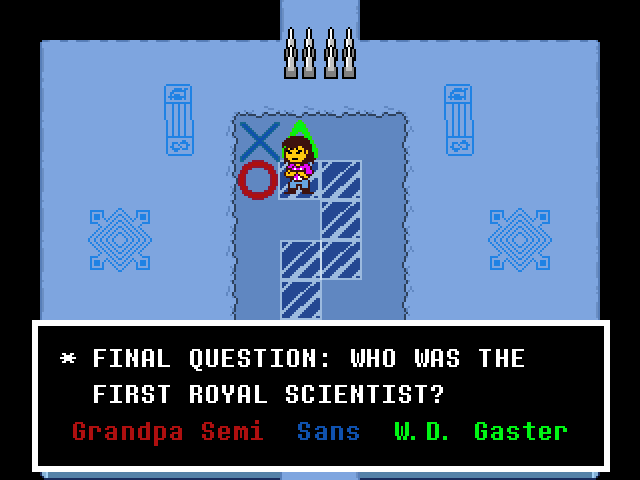 * FINAL QUESTION: WHO WAS THE
FIRST ROYAL SCIENTIST?
Grandpa Semi Sans W.D. Gaster